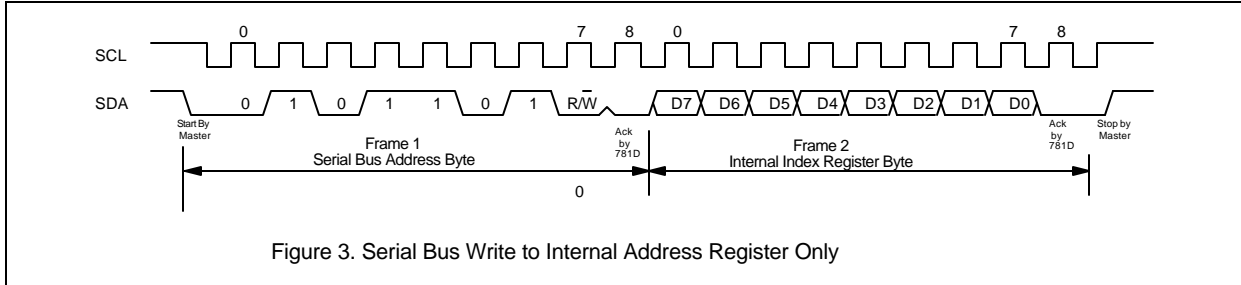 0 7 8 0 7 8
SCL
SDA 0 1 0 1 1 0 1 R/W D7 D6 D5 D4 D3 D2 D1 D0
Start By
Master
Ack
by
781D
Ack
by
781D
Stop by
Master
Frame 1
Serial Bus Address Byte
Frame 2
Internal Index Register Byte
0
Figure 3. Serial Bus Write to Internal Address Register Only